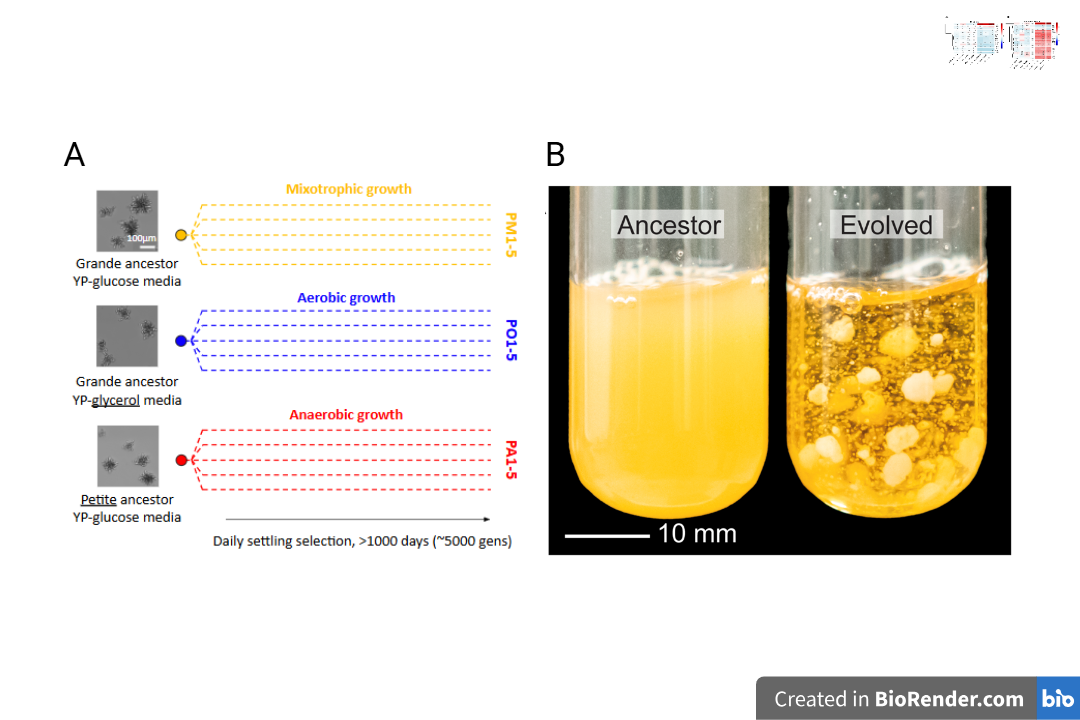 A
Mixotrophic growth
100μm
PM1-5
Grande ancestor
YP-glucose media
Aerobic growth
PO1-5
Grande ancestor
YP-glycerol media
Anaerobic growth
PA1-5
Petite ancestor
YP-glucose media
Daily settling selection, >1000 days (~5000 gens)
B
Ancestor
Evolved
10 mm
Created in BioRender.com bio